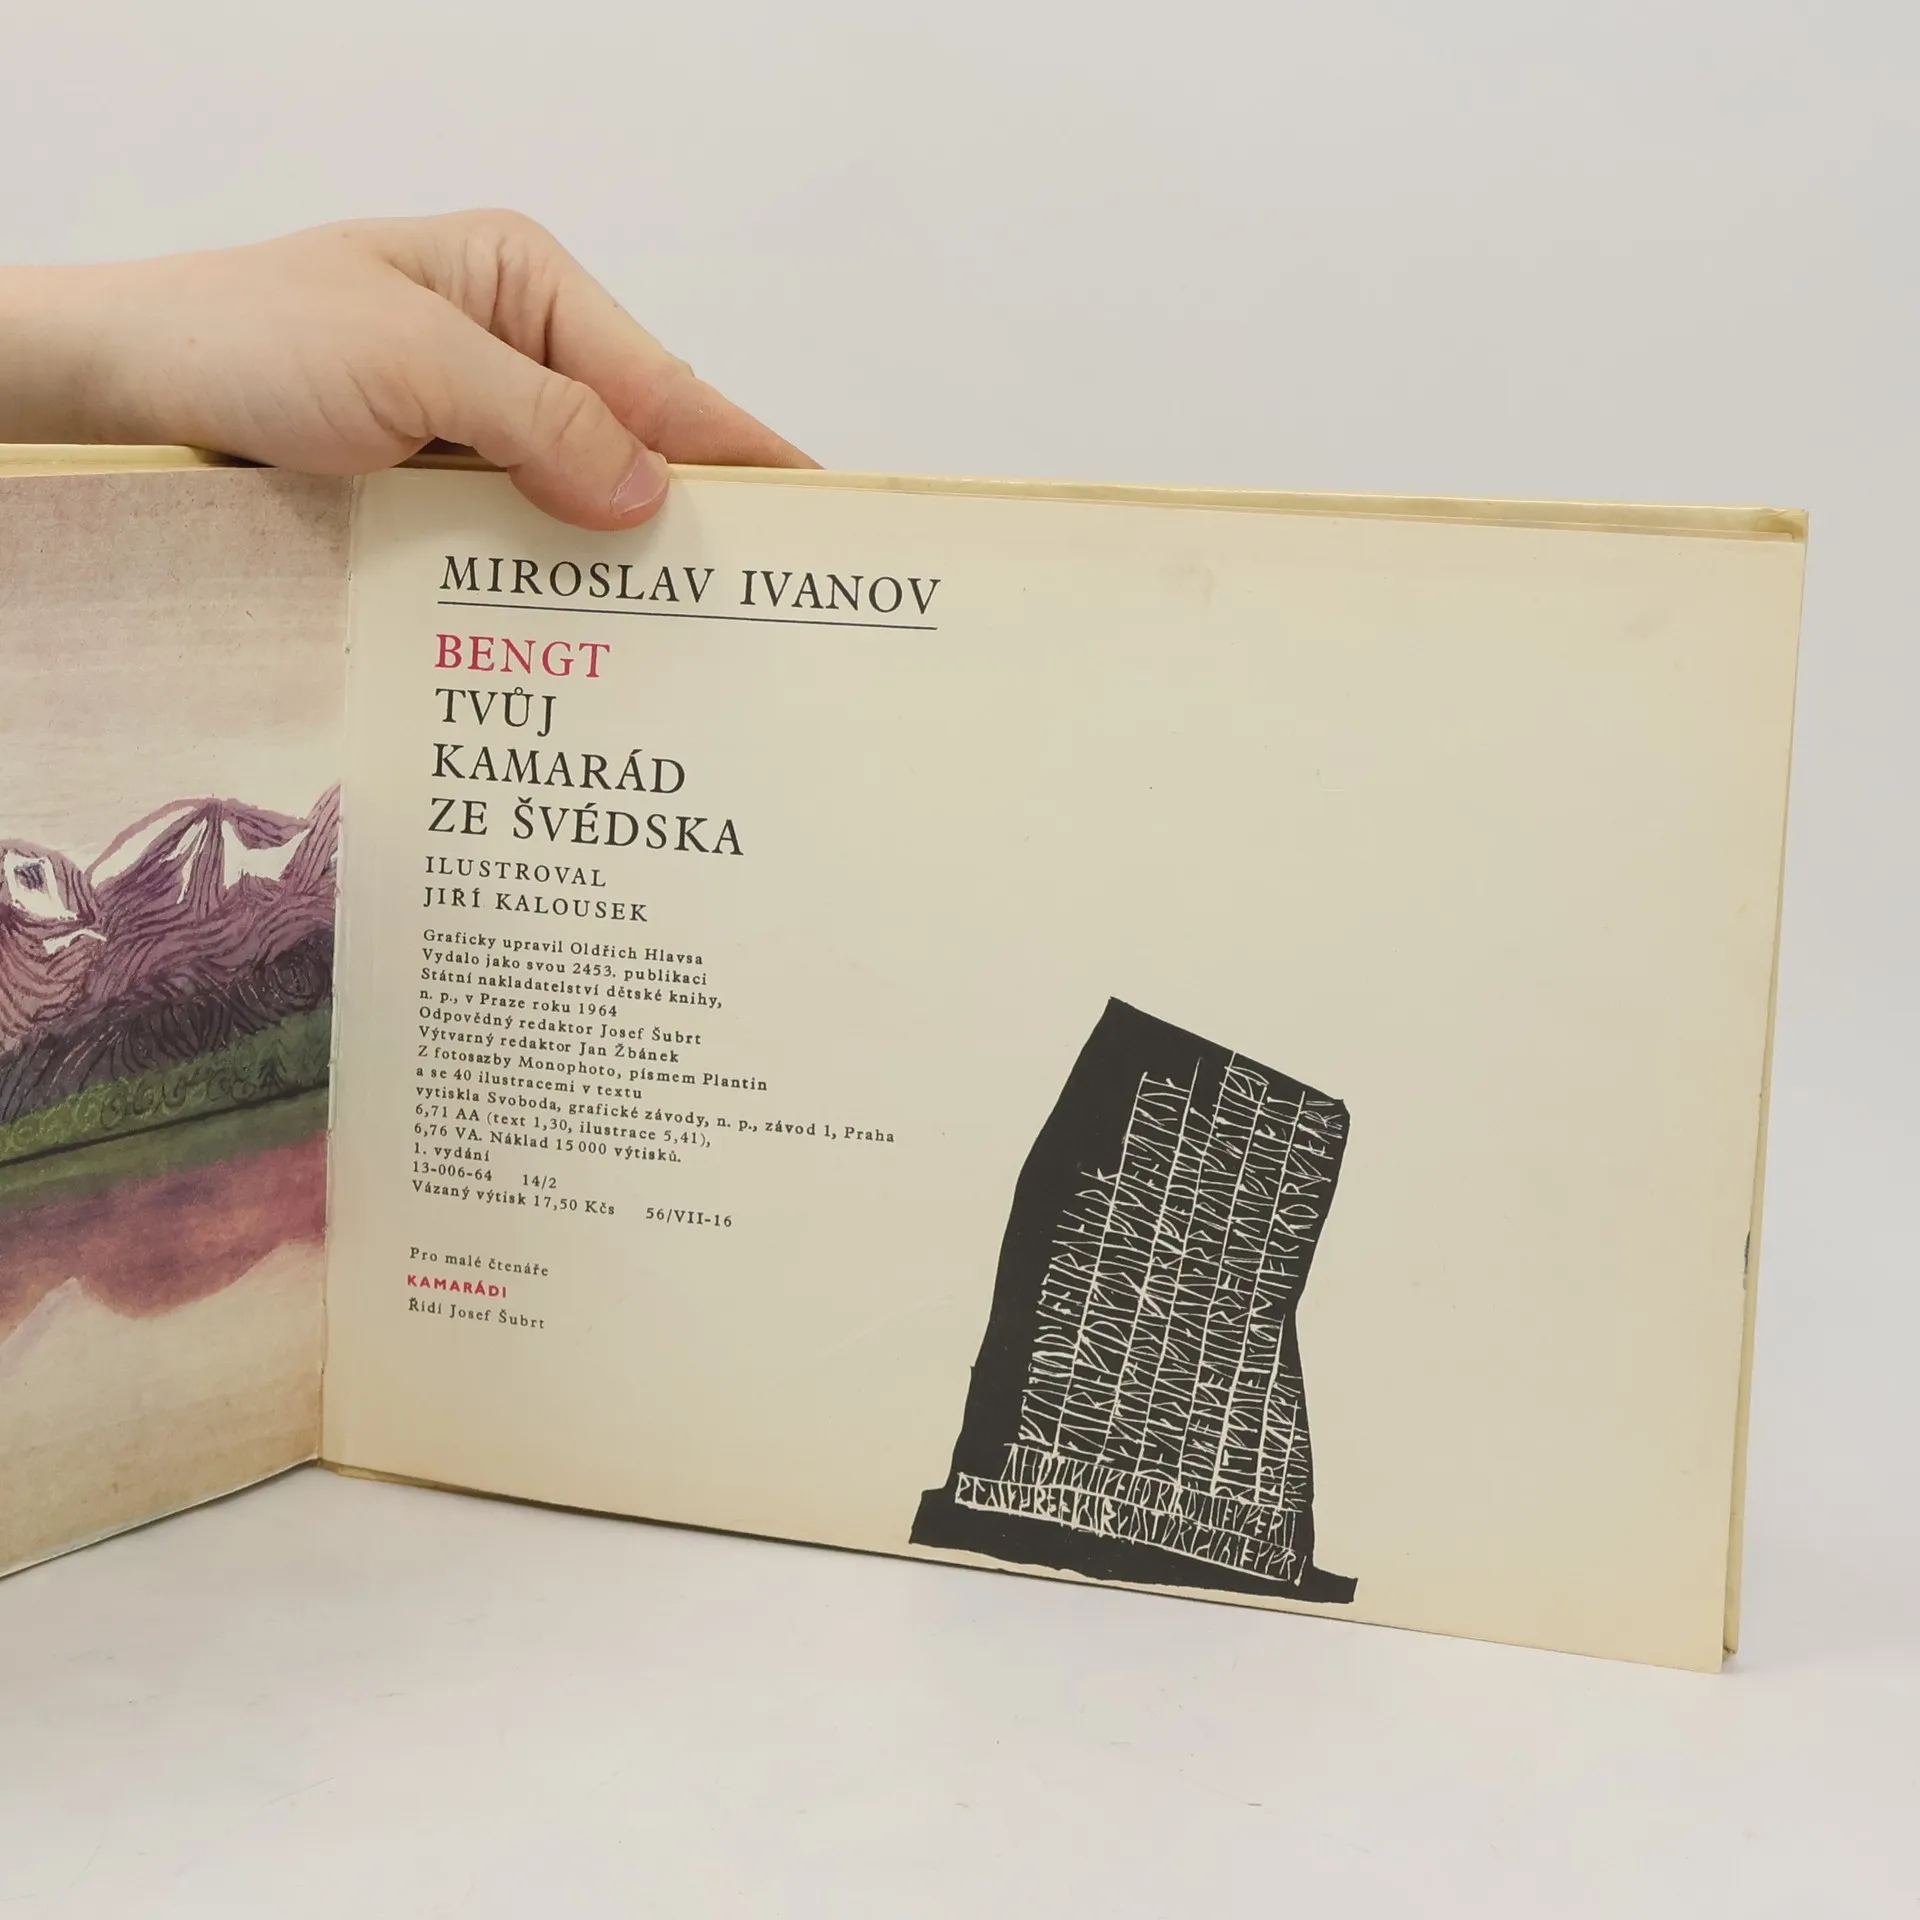 MIROSLAV IVANOV
BENGT
TVŮJ
KAMARÁD
ZE ŠVÉDSKA
ILUSTROVAL
JIŘÍ KALOUSEK
Graficky upravil Oldřich Hlavsa
Vydalo jako svou 2453. publikaci
Státní nakladatelství dětské knihy,
n. p., v Praze roku 1964
Odpovědný redaktor Josef Šubrt
Výtvarný redaktor Jan Žbánek
Z fotosazby Monophoto, písmem Plantin
a se 40 ilustracemi v textu
vytiskla Svoboda, grafické závody, n. p., závod 1, Praha
6,71 AA (text 1,30, ilustrace 5,41),
6,76 VA. Náklad 15 000 výtisků.
1. vydání
13-006-64 14/2
Vázaný výtisk 17,50 Kčs 56/VII-16
Pro malé čtenáře
KAMARÁDI
Řídí Josef Šubrt